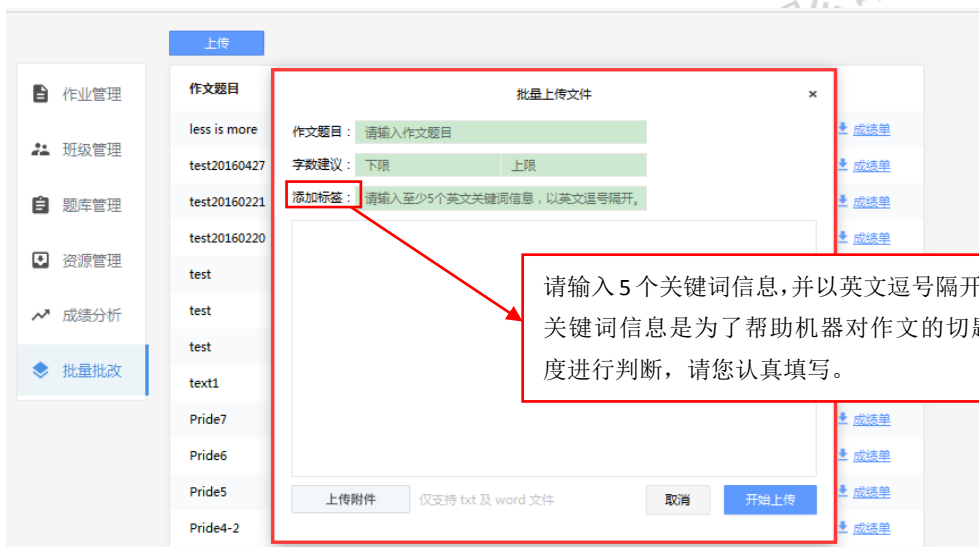 上传
作业管理
班级管理
题库管理
资源管理
成绩分析
批量批改
作文题目
less is more
test20160427
test20160221
test20160220
test
test
test
text1
Pride7
Pride6
Pride5
Pride4-2
批量上传文件 ×
作文题目： 请输入作文题目
字数建议： 下限 上限
添加标签： 请输入至少5个英文关键词信息，以英文逗号隔开。
请输入 5 个关键词信息，并以英文逗号隔开
关键词信息是为了帮助机器对作文的切题
度进行判断，请您认真填写。
上传附件 仅支持 txt 及 word 文件 取消 开始上传
成绩单
成绩单
成绩单
成绩单
成绩单
成绩单
成绩单
成绩单